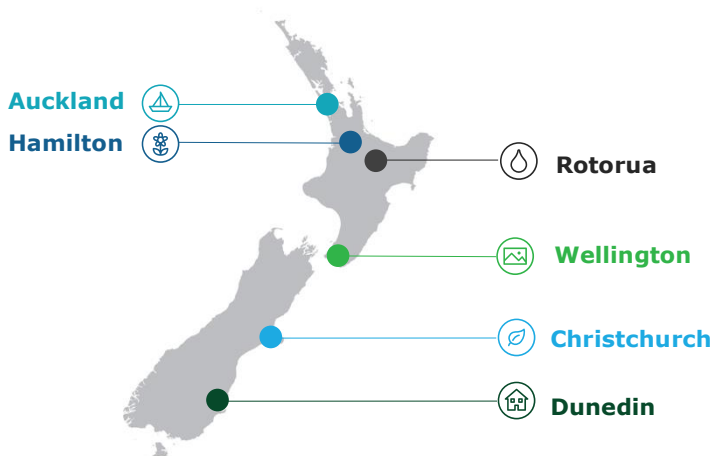 Auckland
Hamilton
Rotorua
Wellington
Christchurch
Dunedin